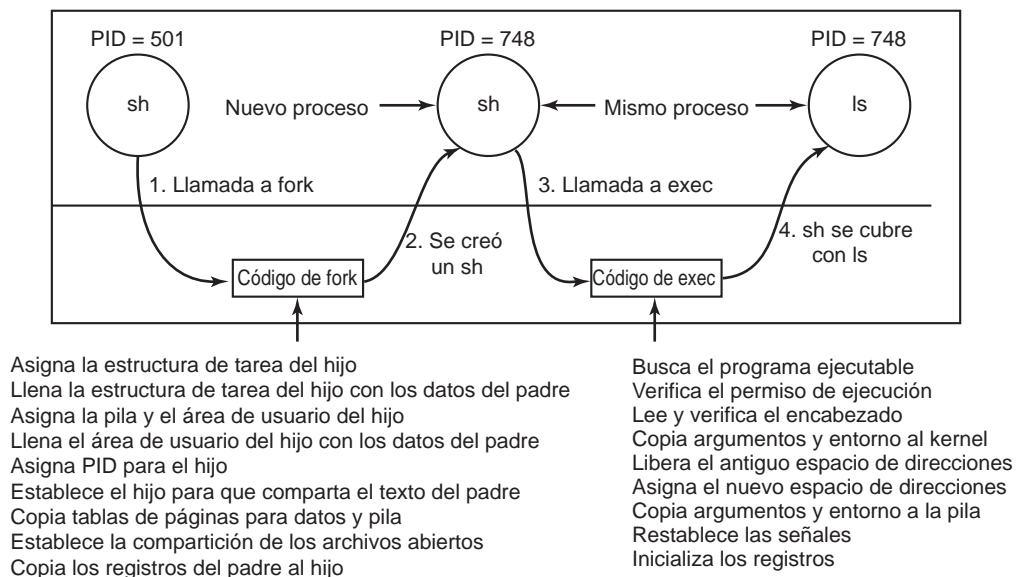 PID = 501
PID = 748
PID = 748
sh
Nuevo proceso
sh
Mismo proceso
ls
1. Llamada a fork
3. Llamada a exec
2. Se creó
un sh
4. sh se cubre
con ls
Código de fork
Código de exec
Asigna la estructura de tarea del hijo
Llena la estructura de tarea del hijo con los datos del padre
Asigna la pila y el área de usuario del hijo
Llena el área de usuario del hijo con los datos del padre
Asigna PID para el hijo
Establece el hijo para que comparta el texto del padre
Copia tablas de páginas para datos y pila
Establece la compartición de los archivos abiertos
Copia los registros del padre al hijo
Busca el programa ejecutable
Verifica el permiso de ejecución
Lee y verifica el encabezado
Copia argumentos y entorno al kernel
Libera el antiguo espacio de direcciones
Asigna el nuevo espacio de direcciones
Copia argumentos y entorno a la pila
Restablece las señales
Inicializa los registros